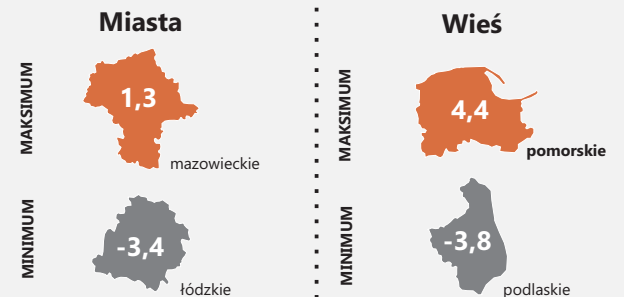 Miasta
MAKSIMUM
1,3
mazowieckie
MINIMUM
-3,4
łódzkie
Wieś
MAKSIMUM
4,4
pomorskie
MINIMUM
-3,8
podlaskie